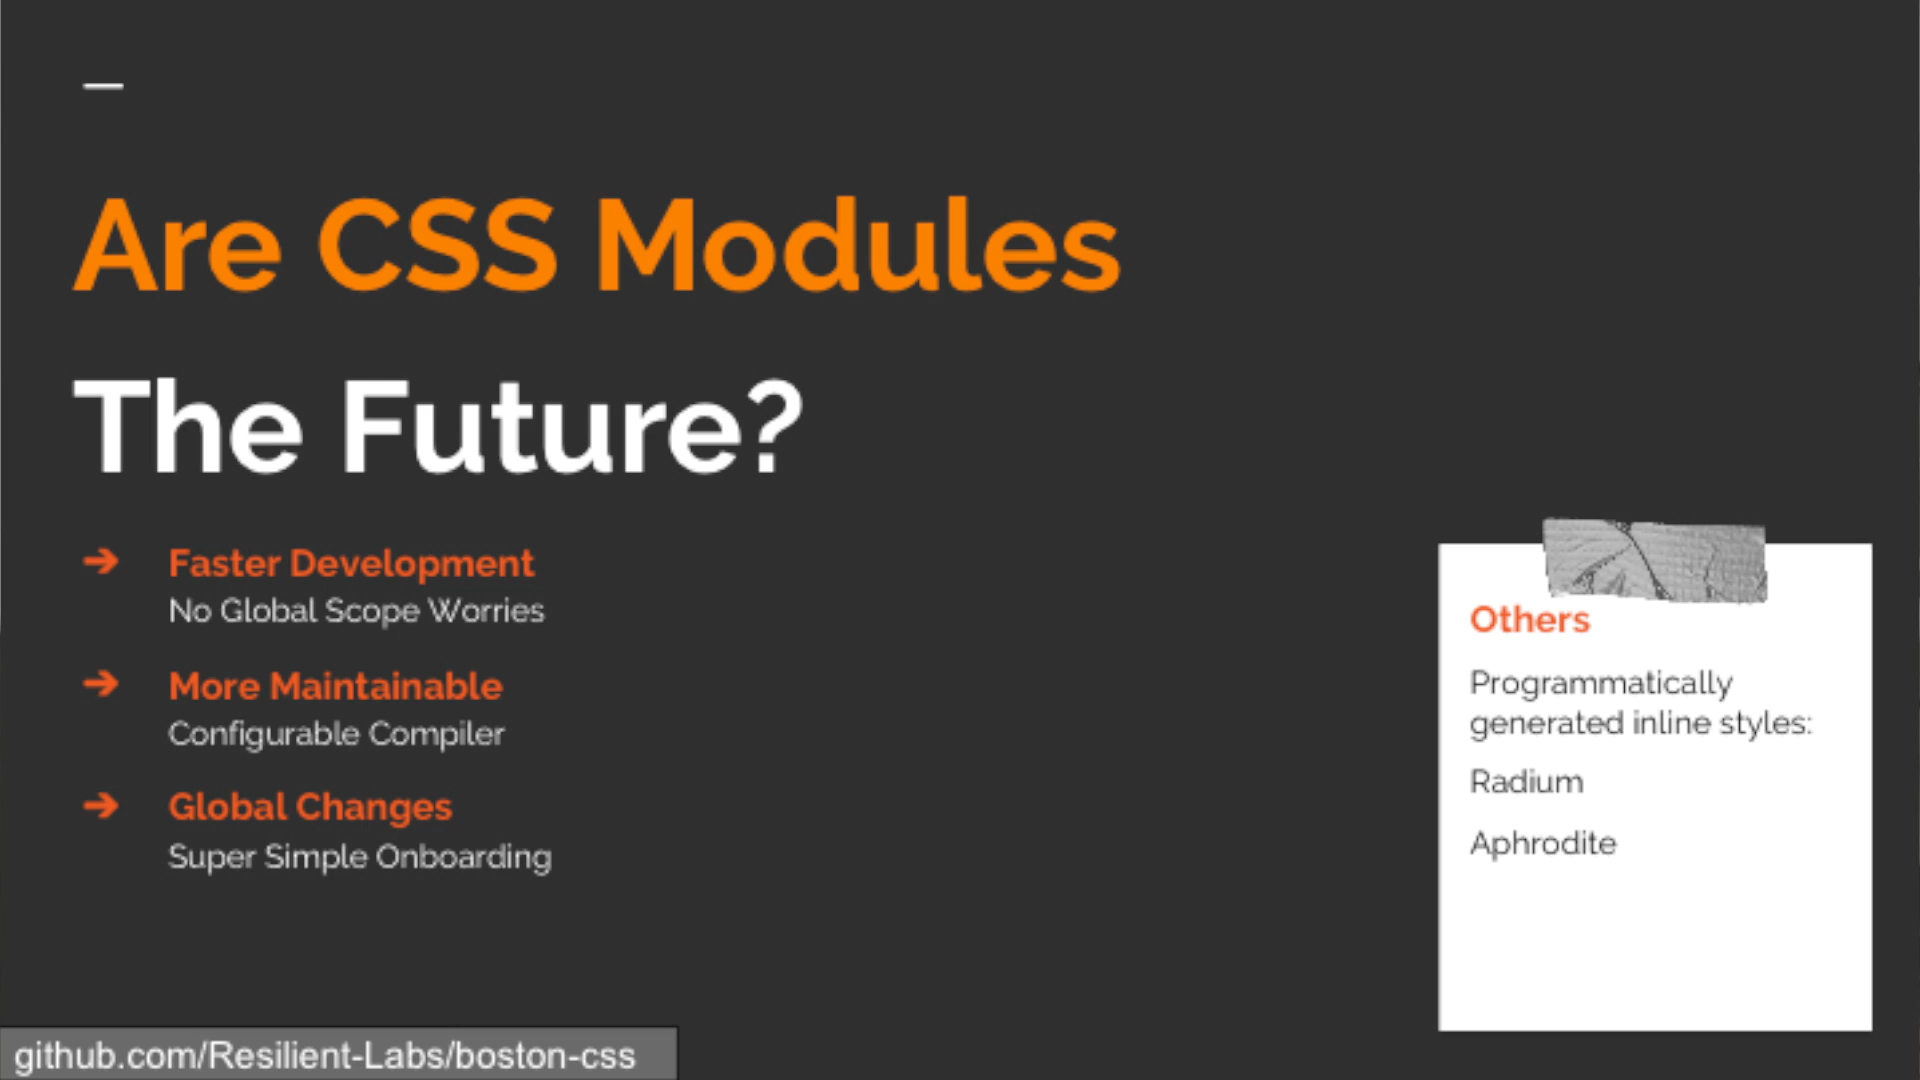 Are CSS Modules
The Future?
➔ Faster Development
No Global Scope Worries
➔ More Maintainable
Configurable Compiler
➔ Global Changes
Super Simple Onboarding
Others
Programmatically
generated inline styles:
Radium
Aphrodite
github.com/Resilient-Labs/boston-css